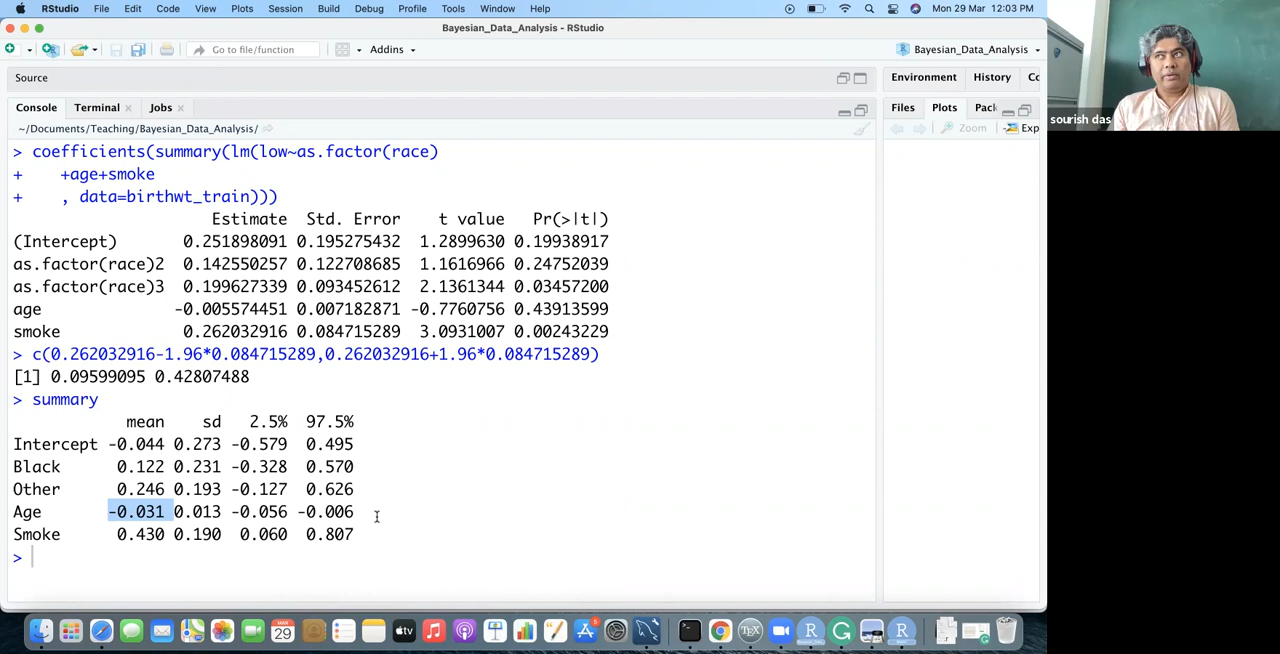 RStudio File Edit Code View Plots Session Build Debug Profile Tools Window Help Mon 29 Mar 12:03 PM
Bayesian_Data_Analysis - RStudio
Go to file/function Addins Bayesian_Data_Analysis
Source
Environment History Co
Console Terminal Jobs
Files Plots Pack
~/Documents/Teaching/Bayesian_Data_Analysis/
Zoom Exp
sourish das
> coefficients(summary(lm(low~as.factor(race)
+ +age+smoke
+ , data=birthwt_train)))
Estimate Std. Error t value Pr(>|t|)
(Intercept) 0.251898091 0.195275432 1.2899630 0.19938917
as.factor(race)2 0.142550257 0.122708685 1.1616966 0.24752039
as.factor(race)3 0.199627339 0.093452612 2.1361344 0.03457200
age -0.005574451 0.007182871 -0.7760756 0.43913599
smoke 0.262032916 0.084715289 3.0931007 0.00243229
> c(0.262032916-1.96*0.084715289,0.262032916+1.96*0.084715289)
[1] 0.09599095 0.42807488
> summary
mean sd 2.5% 97.5%
Intercept -0.044 0.273 -0.579 0.495
Black 0.122 0.231 -0.328 0.570
Other 0.246 0.193 -0.127 0.626
Age -0.031 0.013 -0.056 -0.006
Smoke 0.430 0.190 0.060 0.807
>
MAR
29
tv
TEX